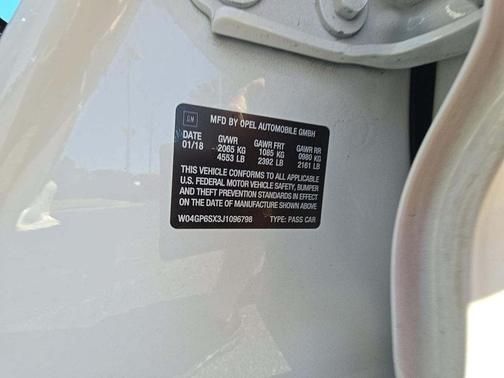 GM
MFD BY OPEL AUTOMOBILE GMBH
DATE GVWR GAWR FRT GAWR RR
01/18 2065 KG 1085 KG 0980 KG
4553 LB 2392 LB 2161 LB
THIS VEHICLE CONFORMS TO ALL APPLICABLE
U.S. FEDERAL MOTOR VEHICLE SAFETY, BUMPER
AND THEFT PREVENTION STANDARDS IN EFFECT
ON THE DATE OF MANUFACTURE SHOWN ABOVE.
W04GP6SX3J1096798 TYPE: PASS CAR